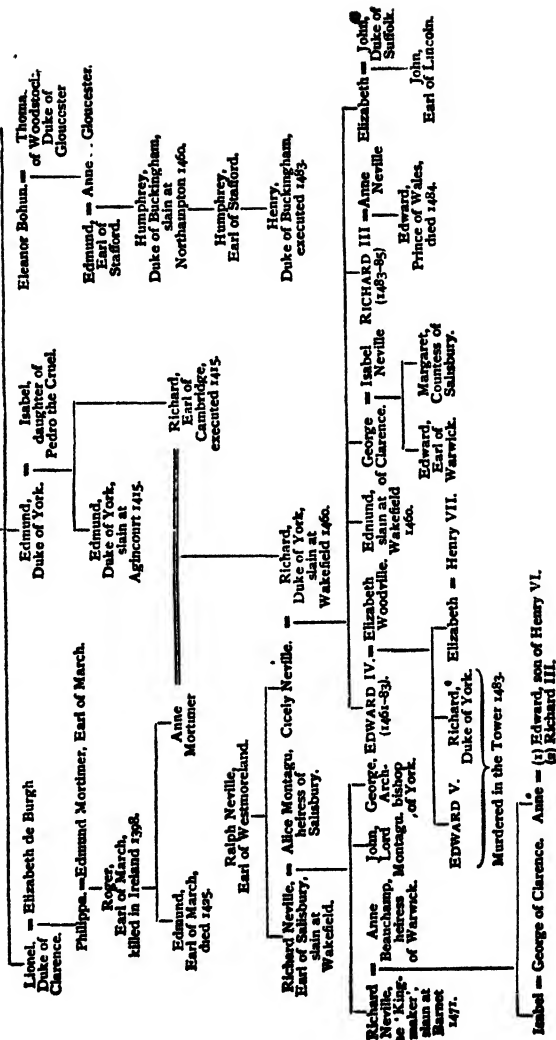 Lionel, = Elizabeth de Burgh
Duke of
Clarence.
Philippa. = Edmund Mortimer, Earl of March.
Roger,
Earl of March,
killed in Ireland 1398.
Edmund,
Earl of March,
died 1425.
Anne
Mortimer
Edmund, = Isabel,
Duke of York. daughter of
Pedro the Cruel.
Edmund,
Duke of York,
slain at
Agincourt 1415.
Richard,
Earl of
Cambridge,
executed 1415.
Eleanor Bohun. = Thoma.
of Woodstock,
Duke of
Gloucester
Edmund, = Anne . . Gloucester.
Earl of
Stafford.
Humphrey,
Duke of Buckingham,
slain at
Northampton 1460.
Humphrey,
Earl of Stafford.
Henry,
Duke of Buckingham,
executed 1483.
Ralph Neville,
Earl of Westmoreland.
Richard Neville, = Alice Montagu,
Earl of Salisbury, heiress of
slain at Salisbury.
Wakefield.
Cicely Neville. = Richard,
Duke of York,
slain at
Wakefield 1460.
Richard = Anne
Neville, Beauchamp,
'King- heiress
maker', of Warwick.
slain at
Barnet
1471.
John,
Lord
Montagu,
George,
Arch-
bishop
of York.
EDWARD IV. = Elizabeth
(1461-83). Woodville.
Edmund,
slain at
Wakefield
1460.
George = Isabel
of Clarence. Neville
RICHARD III = Anne
(1483-85) Neville
Elizabeth = John,
Duke of
Suffolk.
EDWARD V. Richard,
Duke of York.
Murdered in the Tower 1483.
Elizabeth = Henry VII.
Edward,
Earl of
Warwick.
Margaret,
Countess of
Salisbury.
Edward,
Prince of Wales,
died 1484.
John,
Earl of Lincoln.
Isabel = George of Clarence. Anne = (1) Edward, son of Henry VI.
(2) Richard III.